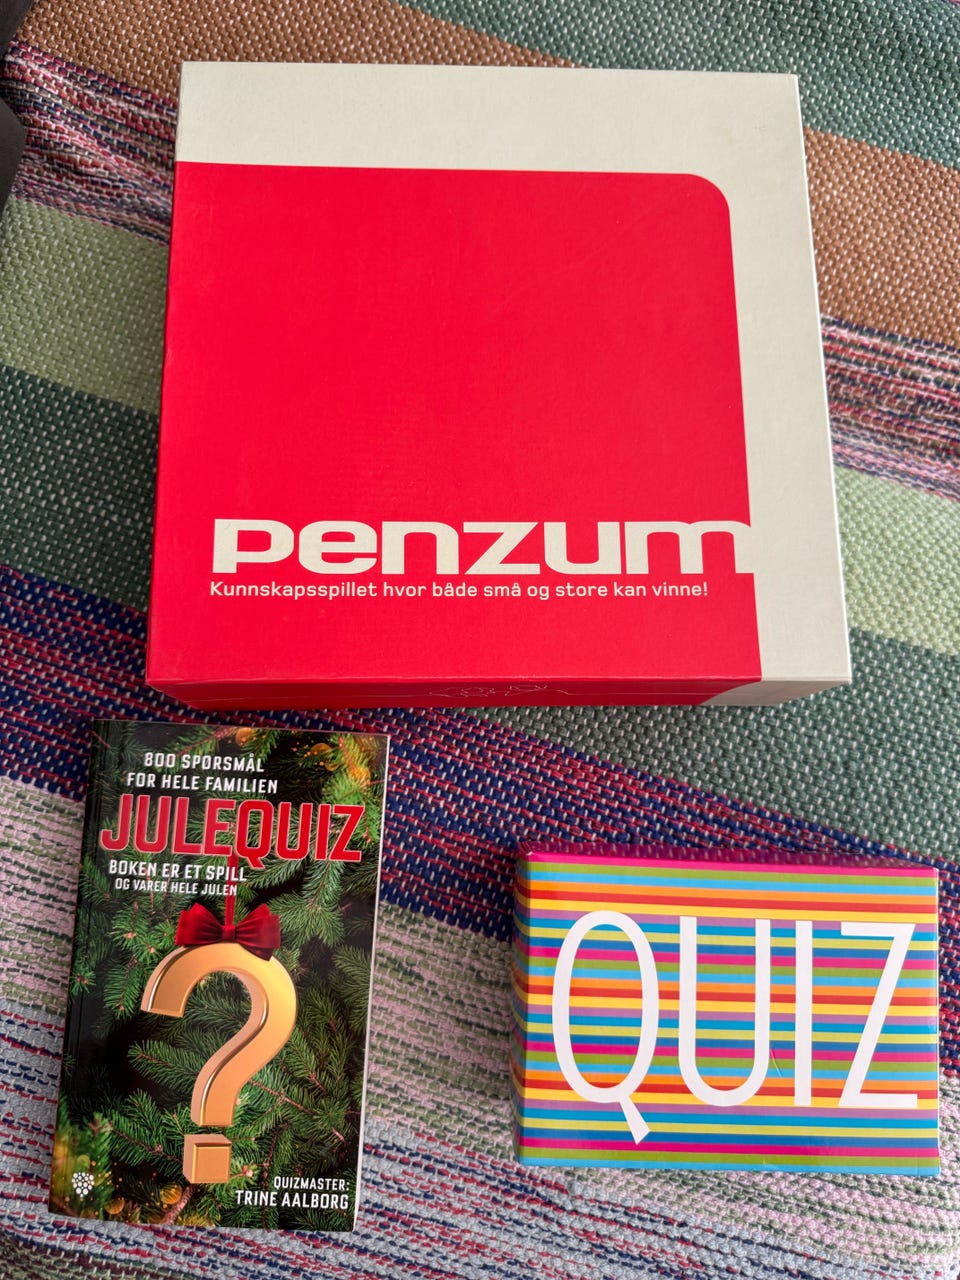 penzum
Kunnskapsspillet hvor både små og store kan vinne!
800 SPØRSMÅL
FOR HELE FAMILIEN
JULEQUIZ
BOKEN ER ET SPILL
OG VARER HELE JULEN
QUIZMASTER:
TRINE AALBORG
QUIZ